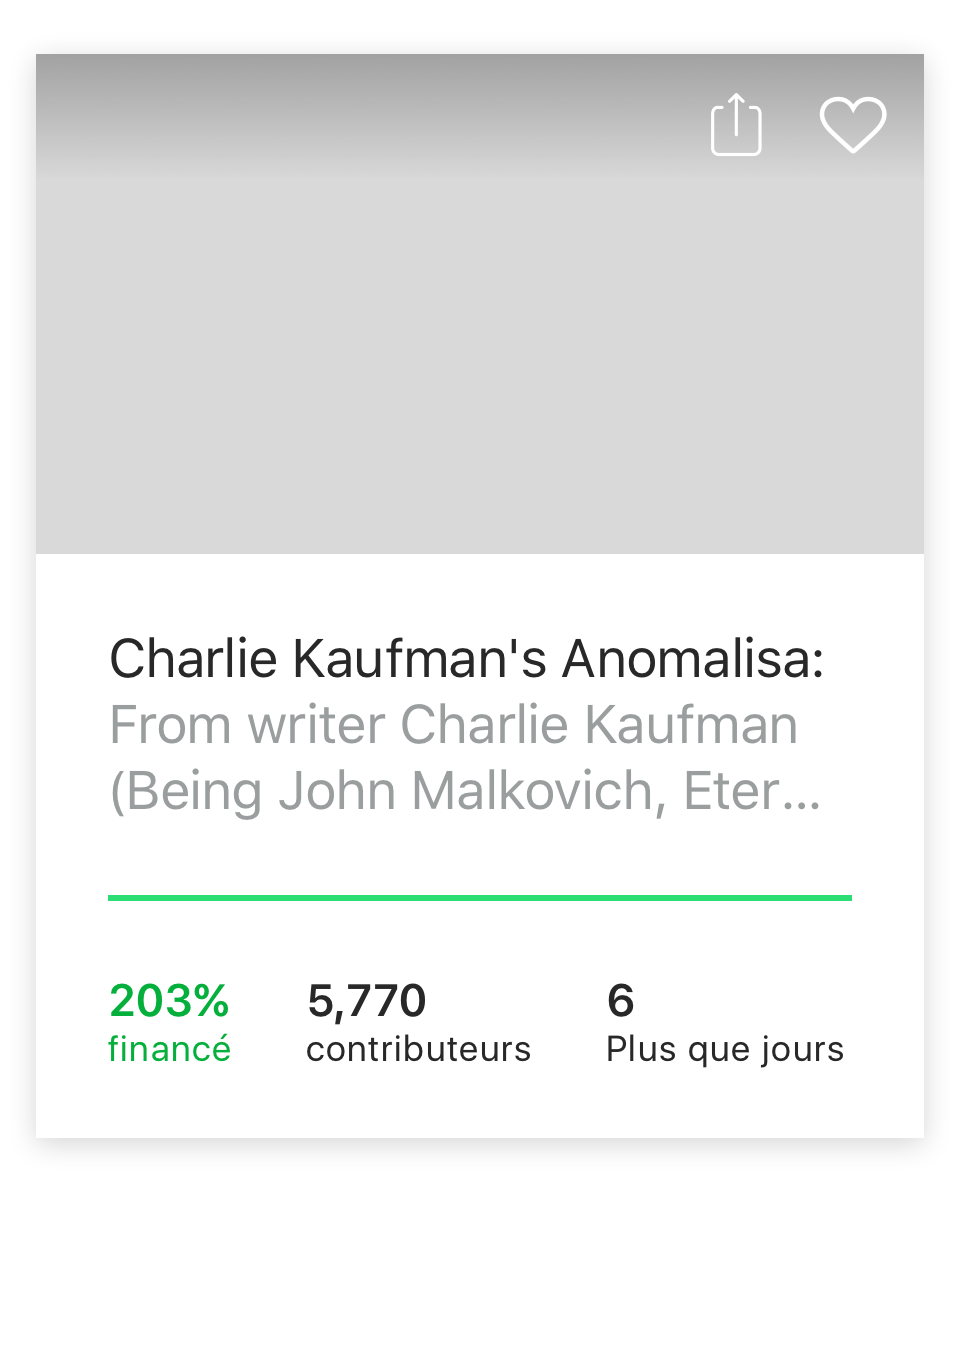 Charlie Kaufman's Anomalisa:
From writer Charlie Kaufman
(Being John Malkovich, Eter...
203% 5,770 6
financé contributeurs Plus que jours